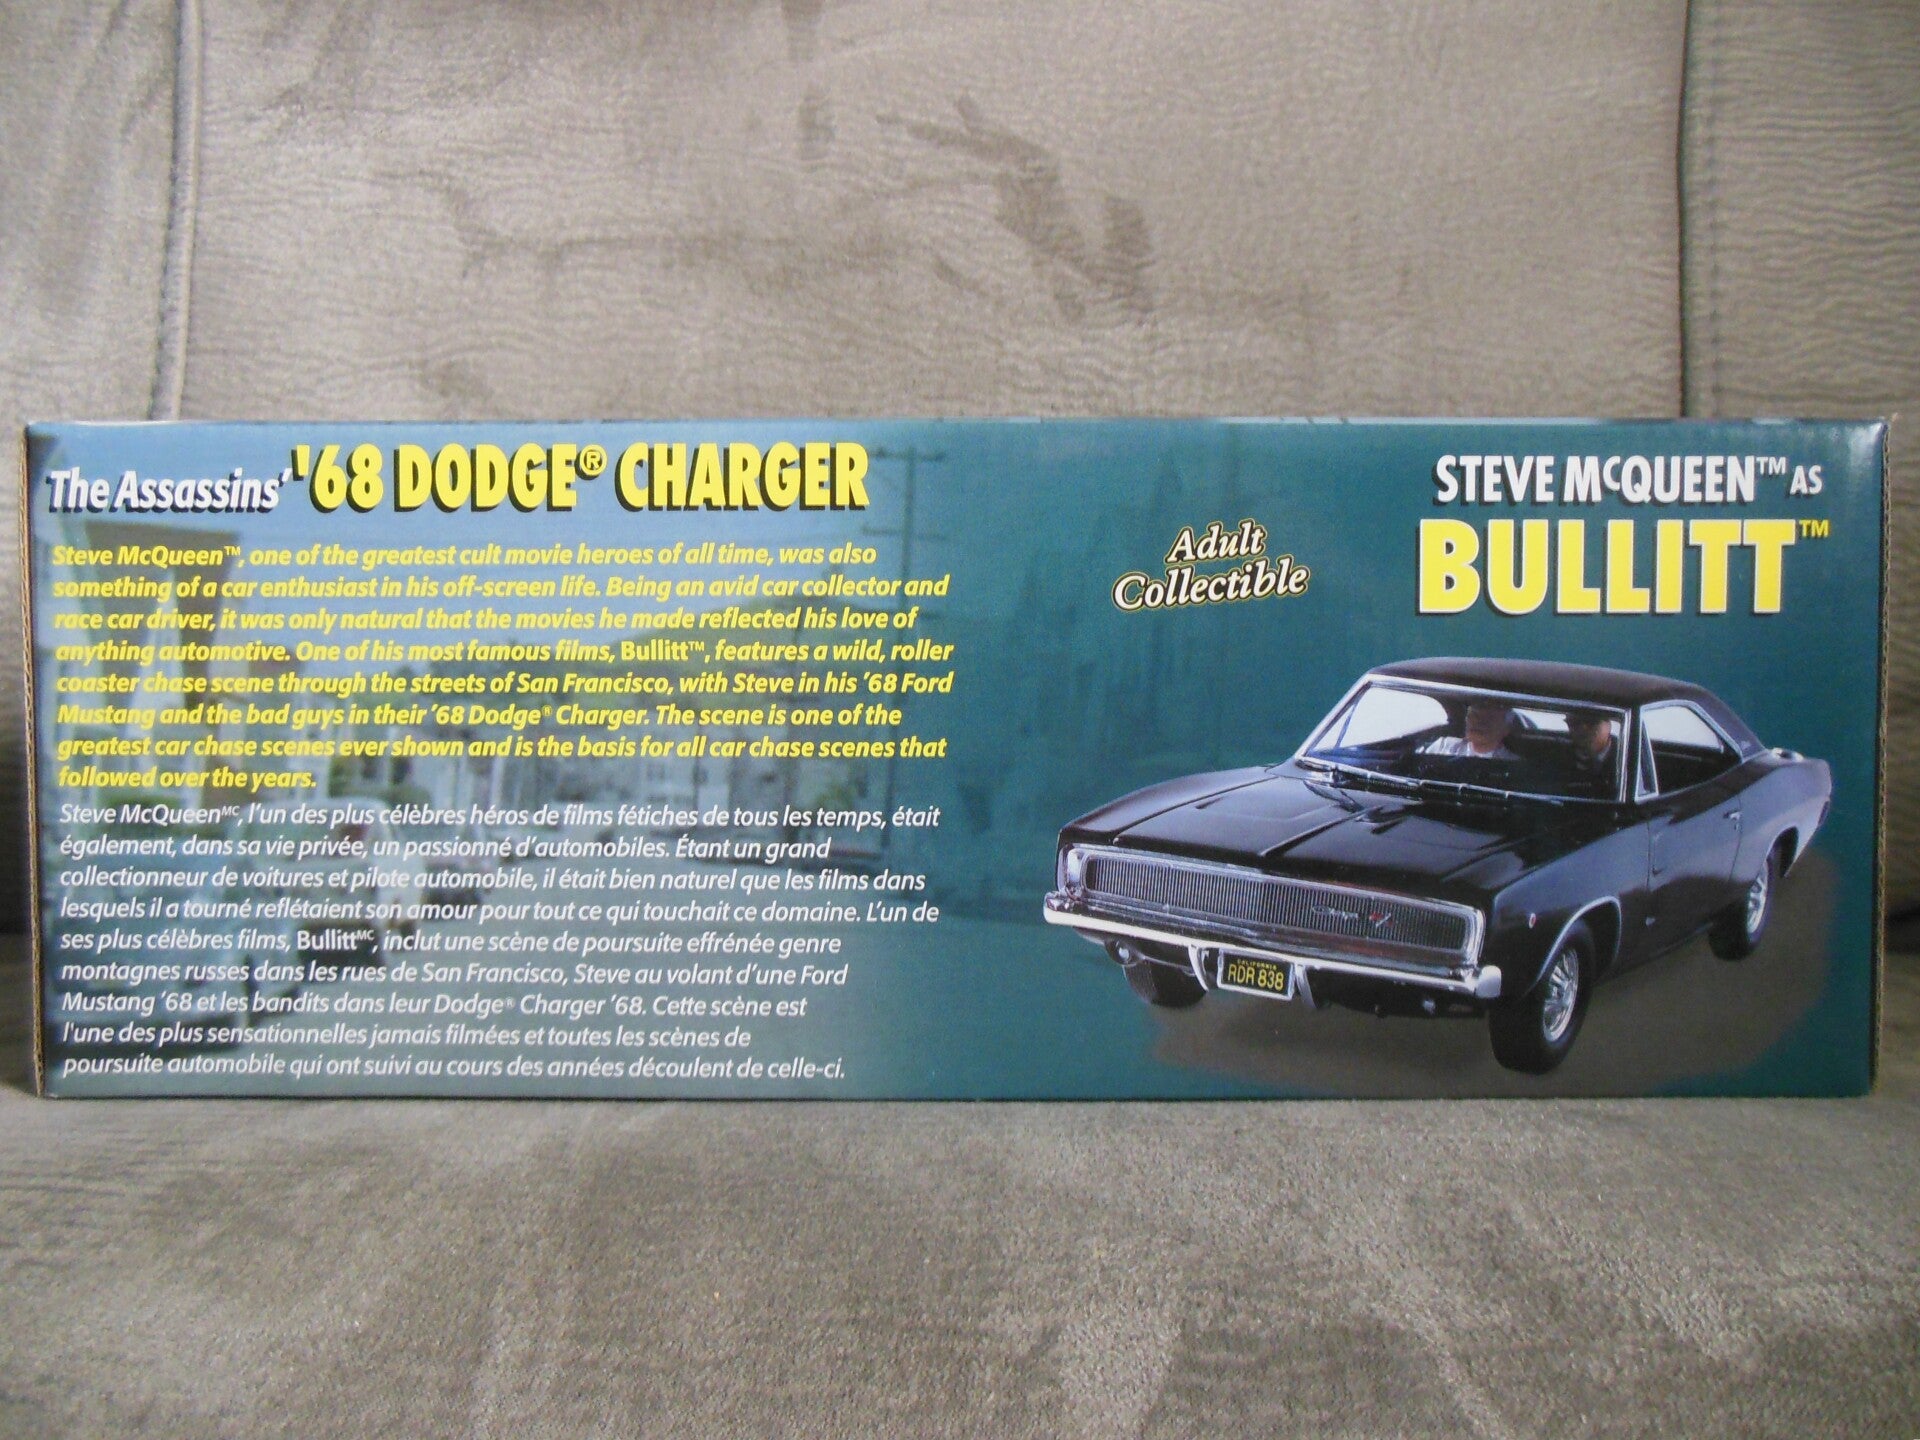 The Assassins' '68 DODGE® CHARGER
Steve McQueen™, one of the greatest cult movie heroes of all time, was also
something of a car enthusiast in his off-screen life. Being an avid car collector and
race car driver, it was only natural that the movies he made reflected his love of
anything automotive. One of his most famous films, Bullitt™, features a wild, roller
coaster chase scene through the streets of San Francisco, with Steve in his '68 Ford
Mustang and the bad guys in their '68 Dodge® Charger. The scene is one of the
greatest car chase scenes ever shown and is the basis for all car chase scenes that
followed over the years.
Steve McQueenᴹᶜ, l'un des plus célèbres héros de films fétiches de tous les temps, était
également, dans sa vie privée, un passionné d'automobiles. Étant un grand
collectionneur de voitures et pilote automobile, il était bien naturel que les films dans
lesquels il a tourné reflétaient son amour pour tout ce qui touchait ce domaine. L'un de
ses plus célèbres films, Bullittᴹᶜ, inclut une scène de poursuite effrénée genre
montagnes russes dans les rues de San Francisco, Steve au volant d'une Ford
Mustang '68 et les bandits dans leur Dodge® Charger '68. Cette scène est
l'une des plus sensationnelles jamais filmées et toutes les scènes de
poursuite automobile qui ont suivi au cours des années découlent de celle-ci.
Adult
Collectible
STEVE McQUEEN™ AS
BULLITT™
Charger R/T
CALIFORNIA
RDR 838